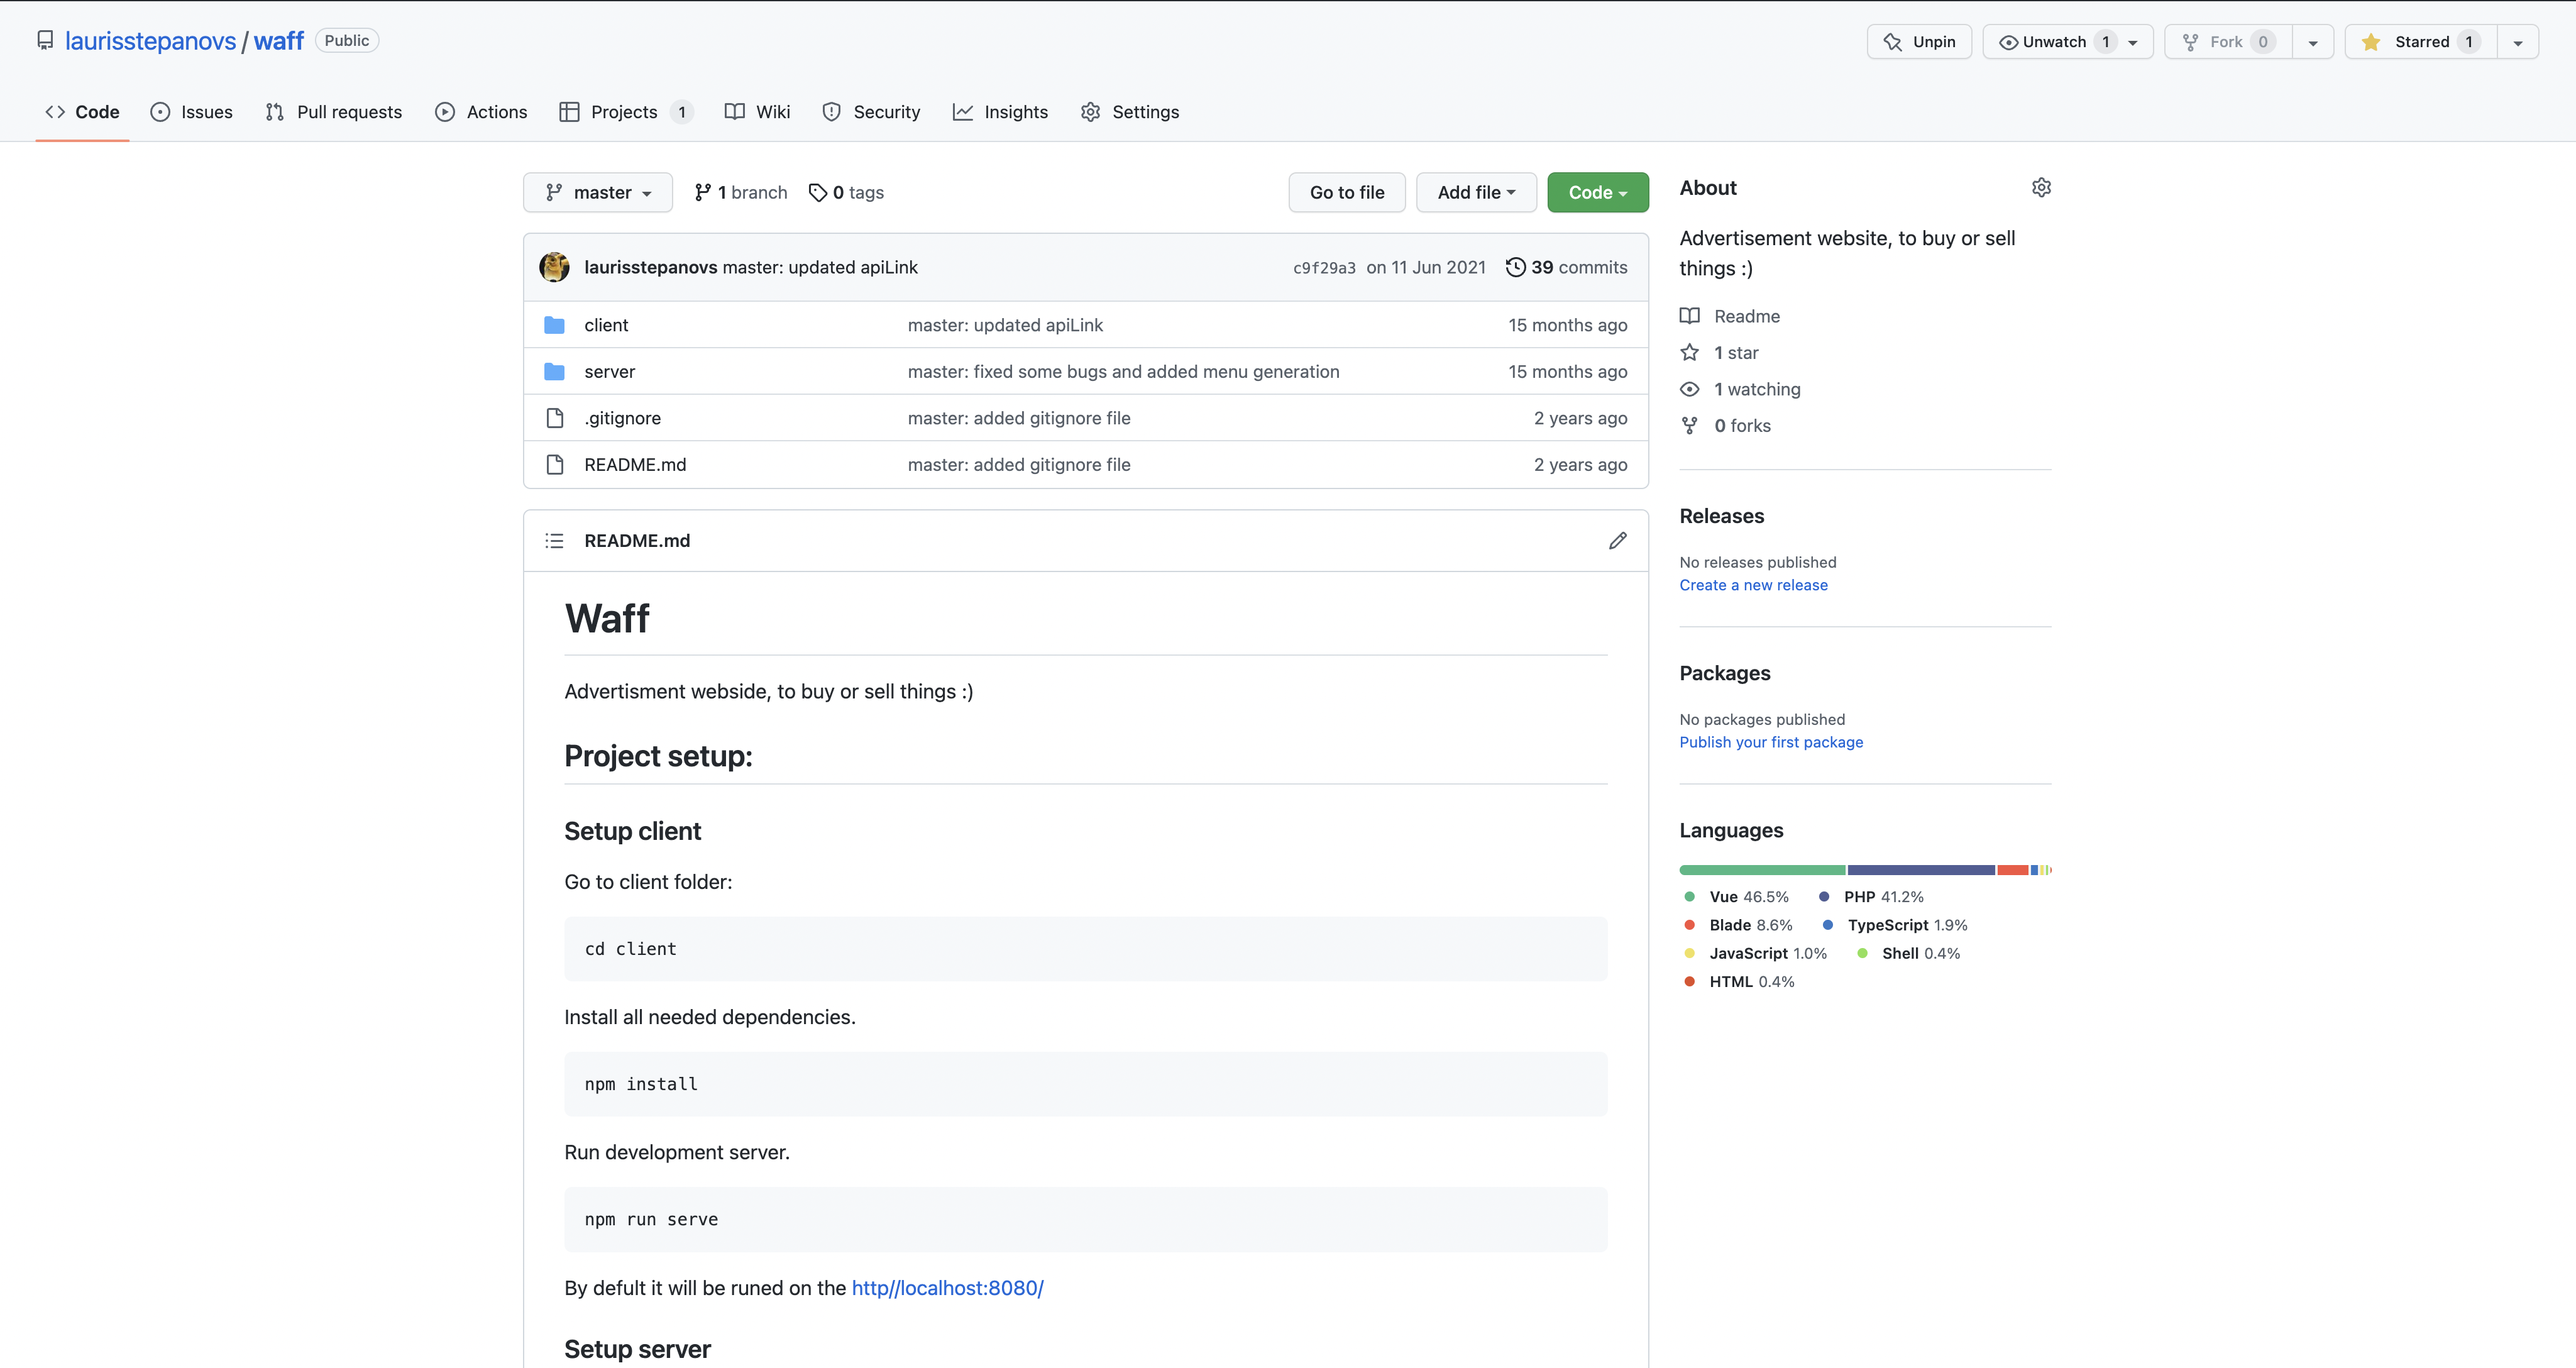 laurisstepanovs / waff Public
Unpin Unwatch 1 Fork 0 Starred 1
Code Issues Pull requests Actions Projects 1 Wiki Security Insights Settings
master 1 branch 0 tags Go to file Add file Code
laurisstepanovs master: updated apiLink c9f29a3 on 11 Jun 2021 39 commits
client master: updated apiLink 15 months ago
server master: fixed some bugs and added menu generation 15 months ago
.gitignore master: added gitignore file 2 years ago
README.md master: added gitignore file 2 years ago
README.md
Waff
Advertisment webside, to buy or sell things :)
Project setup:
Setup client
Go to client folder:
cd client
Install all needed dependencies.
npm install
Run development server.
npm run serve
By defult it will be runed on the http//localhost:8080/
Setup server
About
Advertisement website, to buy or sell
things :)
Readme
1 star
1 watching
0 forks
Releases
No releases published
Create a new release
Packages
No packages published
Publish your first package
Languages
Vue 46.5% PHP 41.2%
Blade 8.6% TypeScript 1.9%
JavaScript 1.0% Shell 0.4%
HTML 0.4%